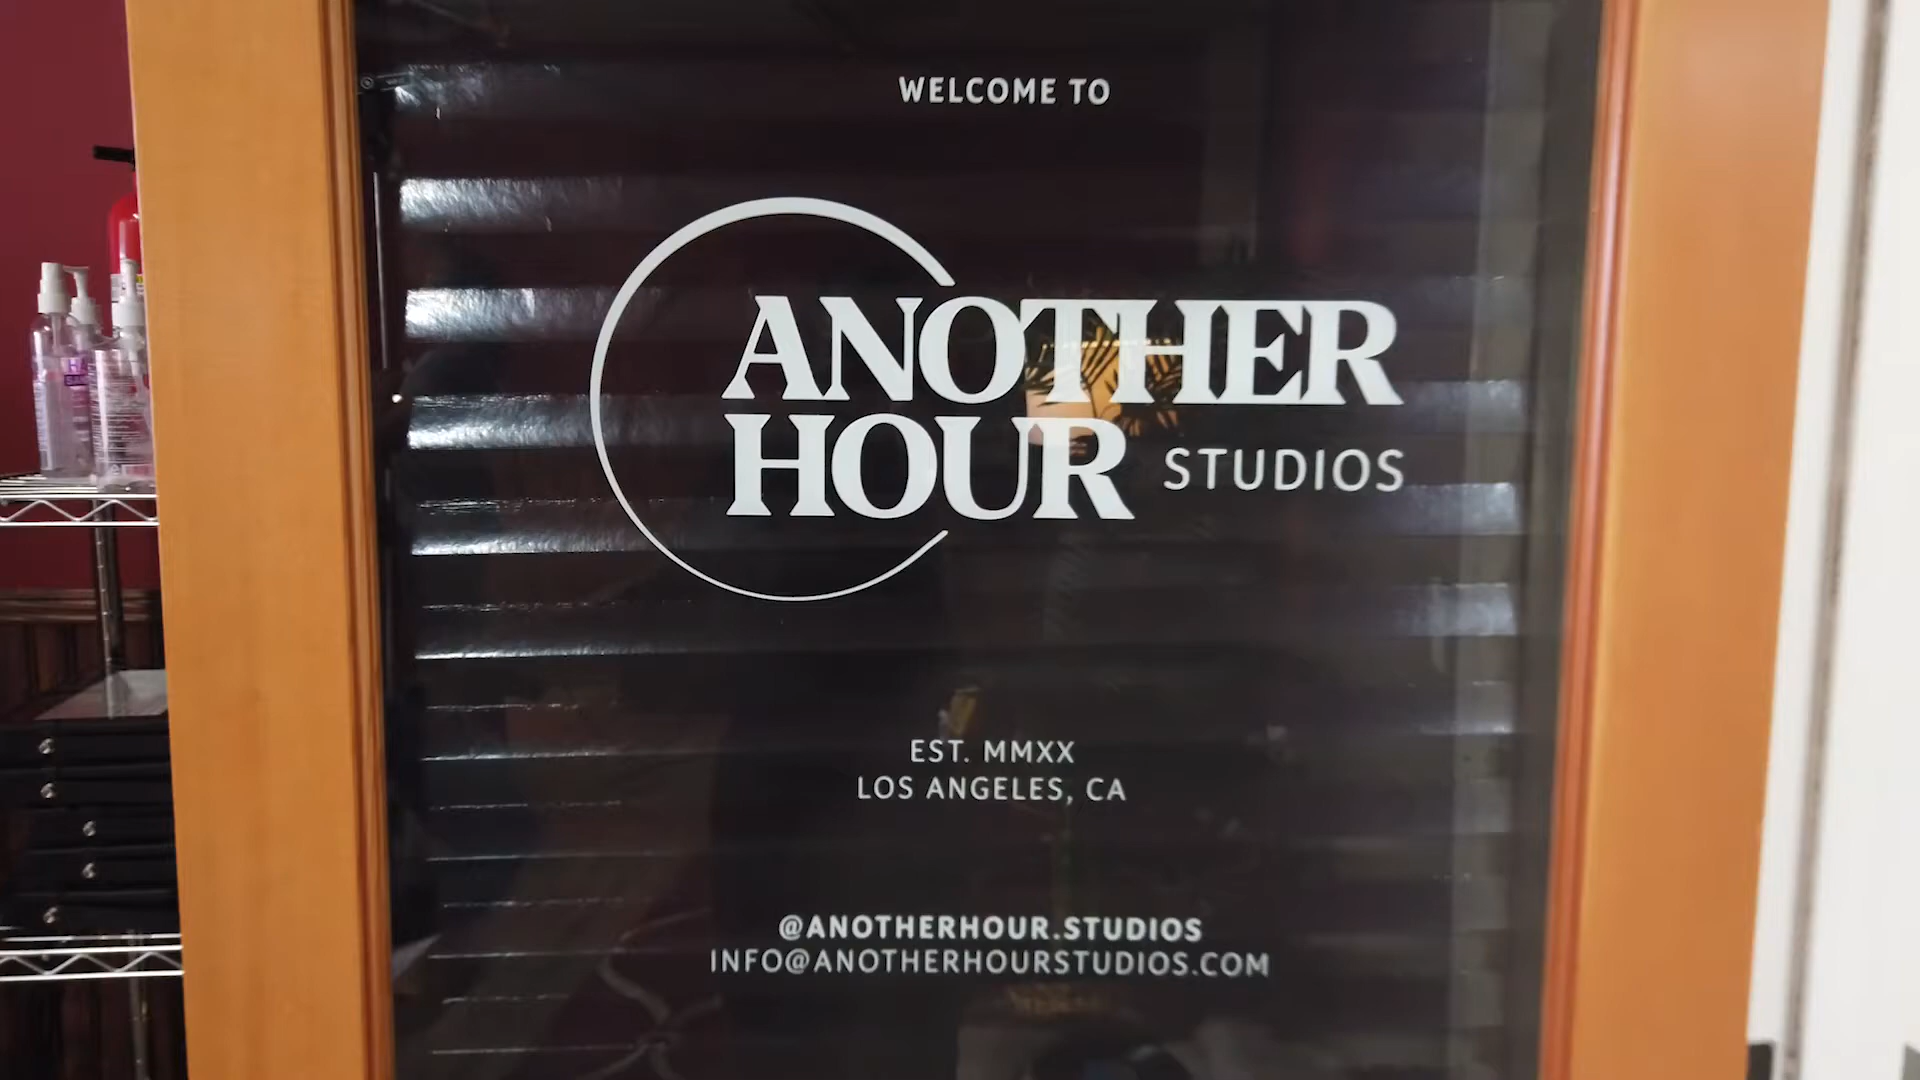 WELCOME TO
ANOTHER
HOUR STUDIOS
EST. MMXX
LOS ANGELES, CA
@ANOTHERHOUR.STUDIOS
INFO@ANOTHERHOURSTUDIOS.COM